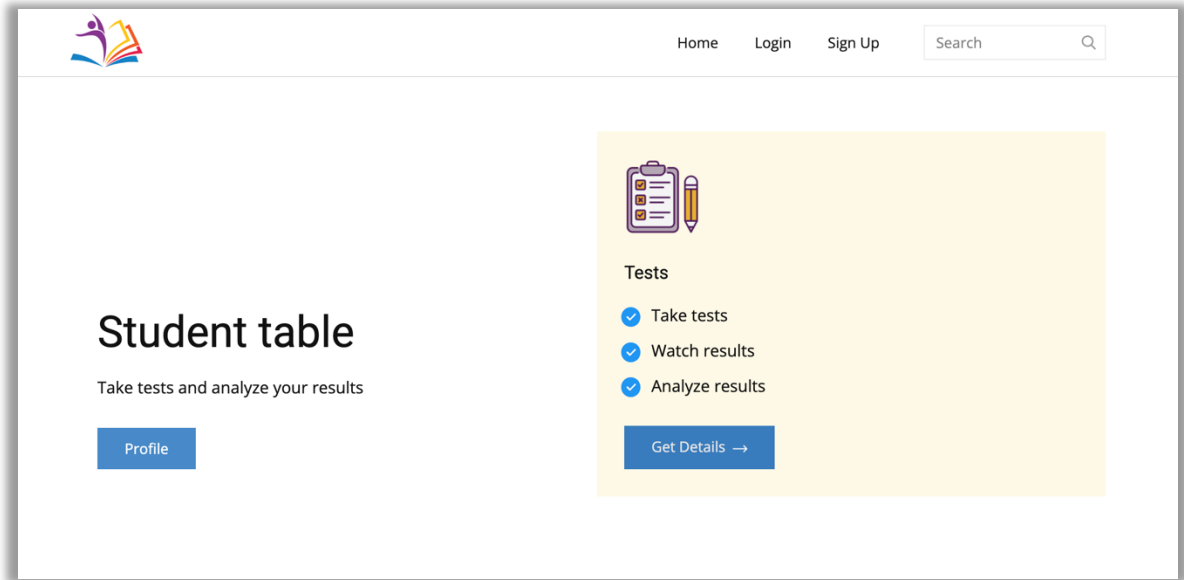 Home Login Sign Up Search
Student table
Take tests and analyze your results
Profile
Tests
Take tests
Watch results
Analyze results
Get Details →